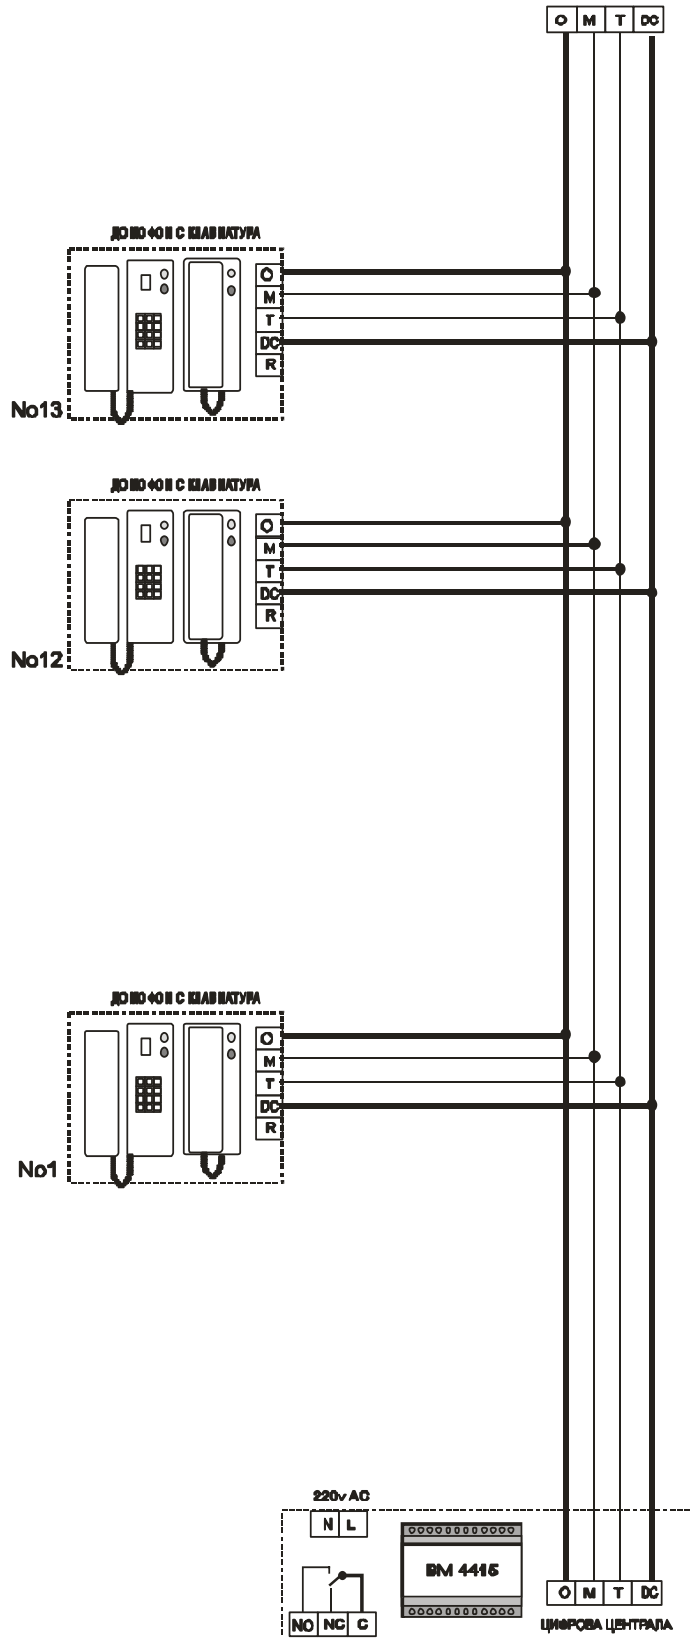 O M T DC
ДОМОФОН С КЛАВИАТУРА
O
M
T
DC
R
No13
ДОМОФОН С КЛАВИАТУРА
O
M
T
DC
R
No12
ДОМОФОН С КЛАВИАТУРА
O
M
T
DC
R
No1
220v AC
N L
BM 4415
NO NC C
O M T DC
ЦИФРОВА ЦЕНТРАЛА